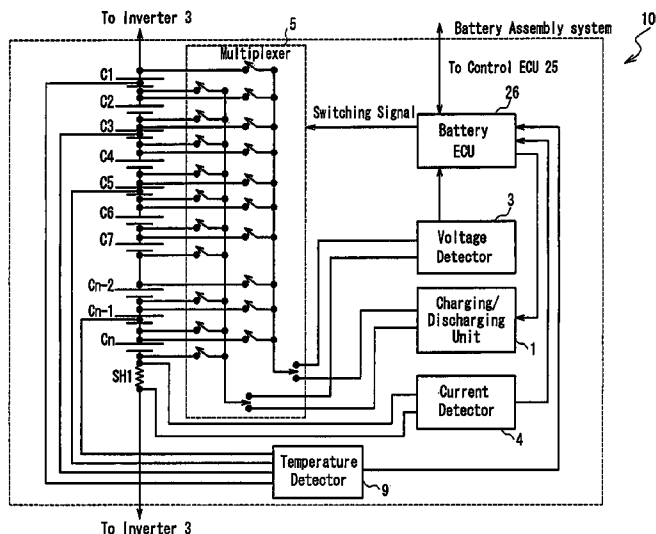 To Inverter 3
5
Battery Assembly system
10
Multiplexer
To Control ECU 25
26
C1
C2
Switching Signal
Battery
ECU
C3
C4
C5
3
C6
Voltage
Detector
C7
Cn-2
Charging/
Discharging
Unit
Cn-1
1
Cn
SH1
Current
Detector
4
Temperature
Detector
9
To Inverter 3